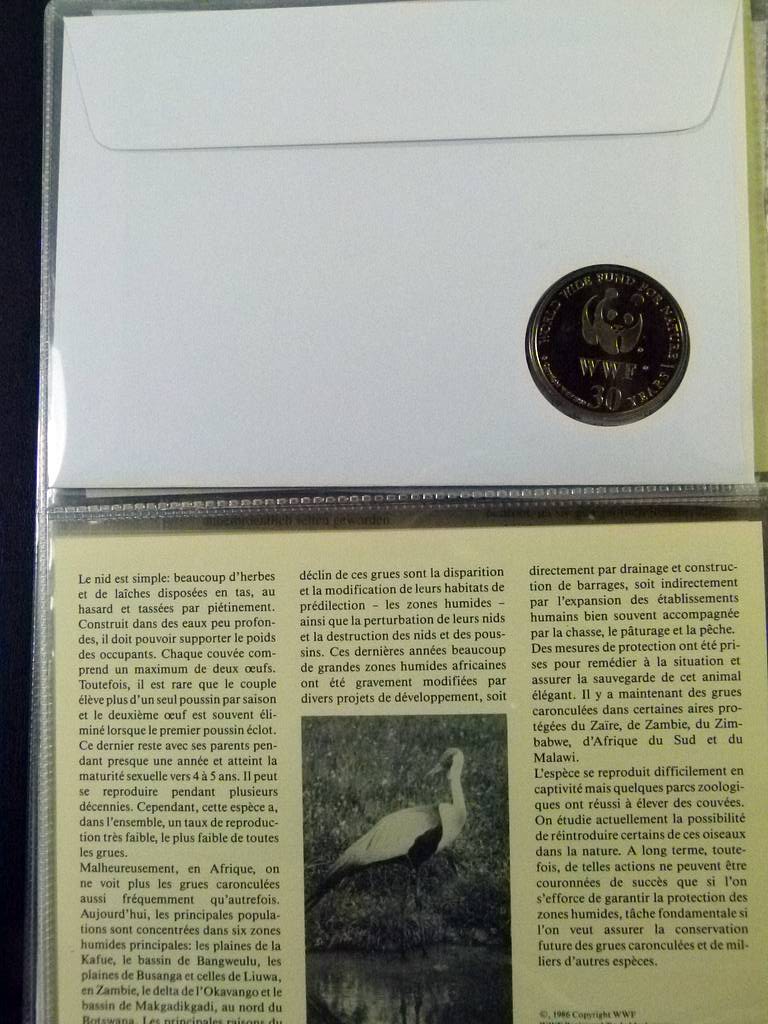 WORLD WIDE FUND FOR NATURE
WWF
30 YEARS
außerordentlich selten geworden.
Le nid est simple: beaucoup d'herbes
et de laîches disposées en tas, au
hasard et tassées par piétinement.
Construit dans des eaux peu profon-
des, il doit pouvoir supporter le poids
des occupants. Chaque couvée com-
prend un maximum de deux œufs.
Toutefois, il est rare que le couple
élève plus d'un seul poussin par saison
et le deuxième œuf est souvent éli-
miné lorsque le premier poussin éclot.
Ce dernier reste avec ses parents pen-
dant presque une année et atteint la
maturité sexuelle vers 4 à 5 ans. Il peut
se reproduire pendant plusieurs
décennies. Cependant, cette espèce a,
dans l'ensemble, un taux de reproduc-
tion très faible, le plus faible de toutes
les grues.
Malheureusement, en Afrique, on
ne voit plus les grues caronculées
aussi fréquemment qu'autrefois.
Aujourd'hui, les principales popula-
tions sont concentrées dans six zones
humides principales: les plaines de la
Kafue, le bassin de Bangweulu, les
plaines de Busanga et celles de Liuwa,
en Zambie, le delta de l'Okavango et le
bassin de Makgadikgadi, au nord du
Botswana. Les principales raisons du
déclin de ces grues sont la disparition
et la modification de leurs habitats de
prédilection – les zones humides –
ainsi que la perturbation de leurs nids
et la destruction des nids et des pous-
sins. Ces dernières années beaucoup
de grandes zones humides africaines
ont été gravement modifiées par
divers projets de développement, soit
directement par drainage et construc-
tion de barrages, soit indirectement
par l'expansion des établissements
humains bien souvent accompagnée
par la chasse, le pâturage et la pêche.
Des mesures de protection ont été pri-
ses pour remédier à la situation et
assurer la sauvegarde de cet animal
élégant. Il y a maintenant des grues
caronculées dans certaines aires pro-
tégées du Zaïre, de Zambie, du Zim-
babwe, d'Afrique du Sud et du
Malawi.
L'espèce se reproduit difficilement en
captivité mais quelques parcs zoologi-
ques ont réussi à élever des couvées.
On étudie actuellement la possibilité
de réintroduire certains de ces oiseaux
dans la nature. A long terme, toute-
fois, de telles actions ne peuvent être
couronnées de succès que si l'on
s'efforce de garantir la protection des
zones humides, tâche fondamentale si
l'on veut assurer la conservation
future des grues caronculées et de mil-
liers d'autres espèces.
©, 1986 Copyright WWF